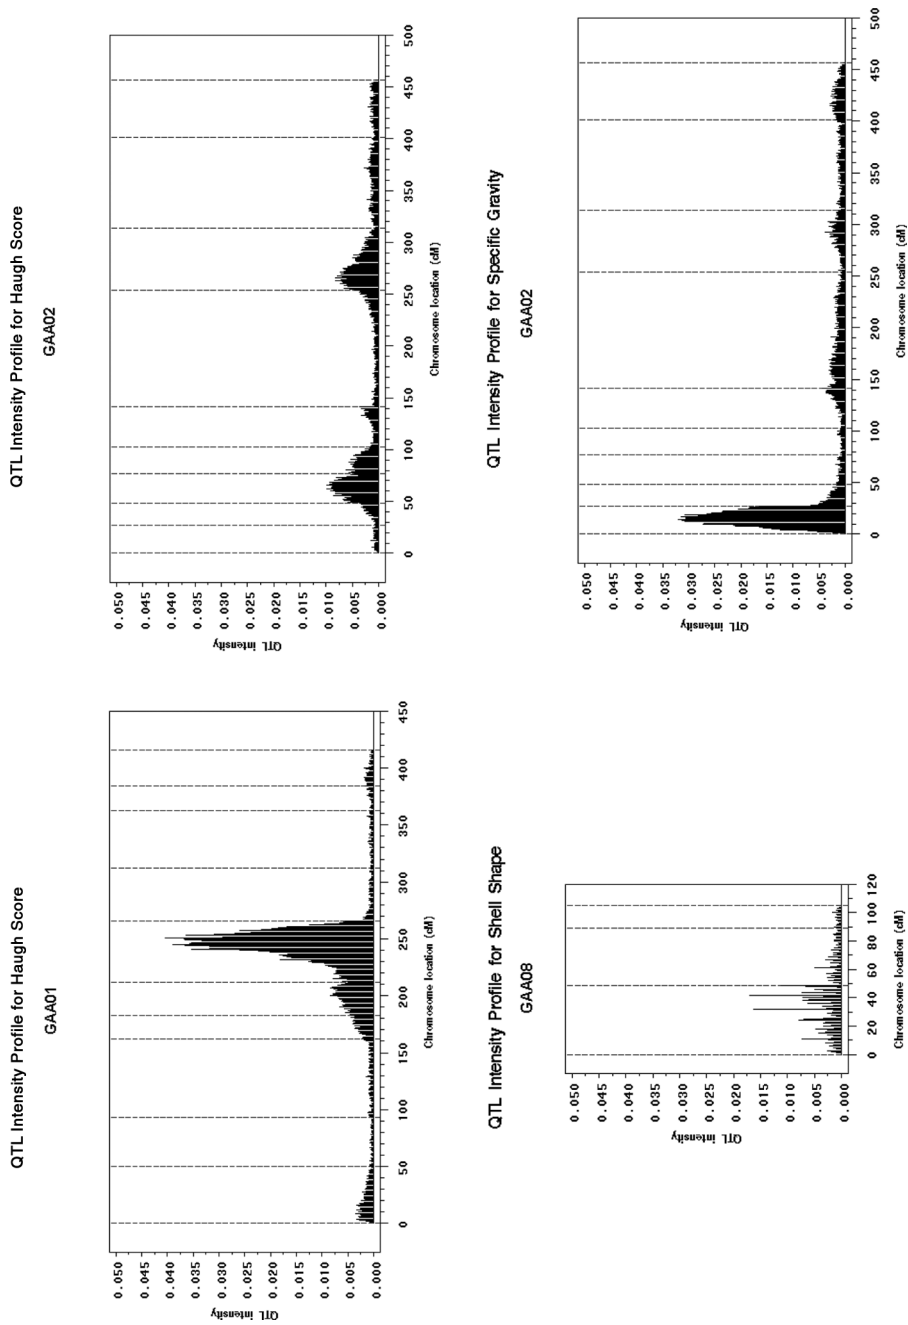 QTL Intensity Profile for Haugh Score
GAA01
QTL intensity
0.050
0.045
0.040
0.035
0.030
0.025
0.020
0.015
0.010
0.005
0.000
0 50 100 150 200 250 300 350 400 450
Chromosome location (cM)
QTL Intensity Profile for Haugh Score
GAA02
QTL intensity
0.050
0.045
0.040
0.035
0.030
0.025
0.020
0.015
0.010
0.005
0.000
0 50 100 150 200 250 300 350 400 450 500
Chromosome location (cM)
QTL Intensity Profile for Shell Shape
GAA08
QTL intensity
0.050
0.045
0.040
0.035
0.030
0.025
0.020
0.015
0.010
0.005
0.000
0 20 40 60 80 100 120
Chromosome location (cM)
QTL Intensity Profile for Specific Gravity
GAA02
QTL intensity
0.050
0.045
0.040
0.035
0.030
0.025
0.020
0.015
0.010
0.005
0.000
0 50 100 150 200 250 300 350 400 450 500
Chromosome location (cM)